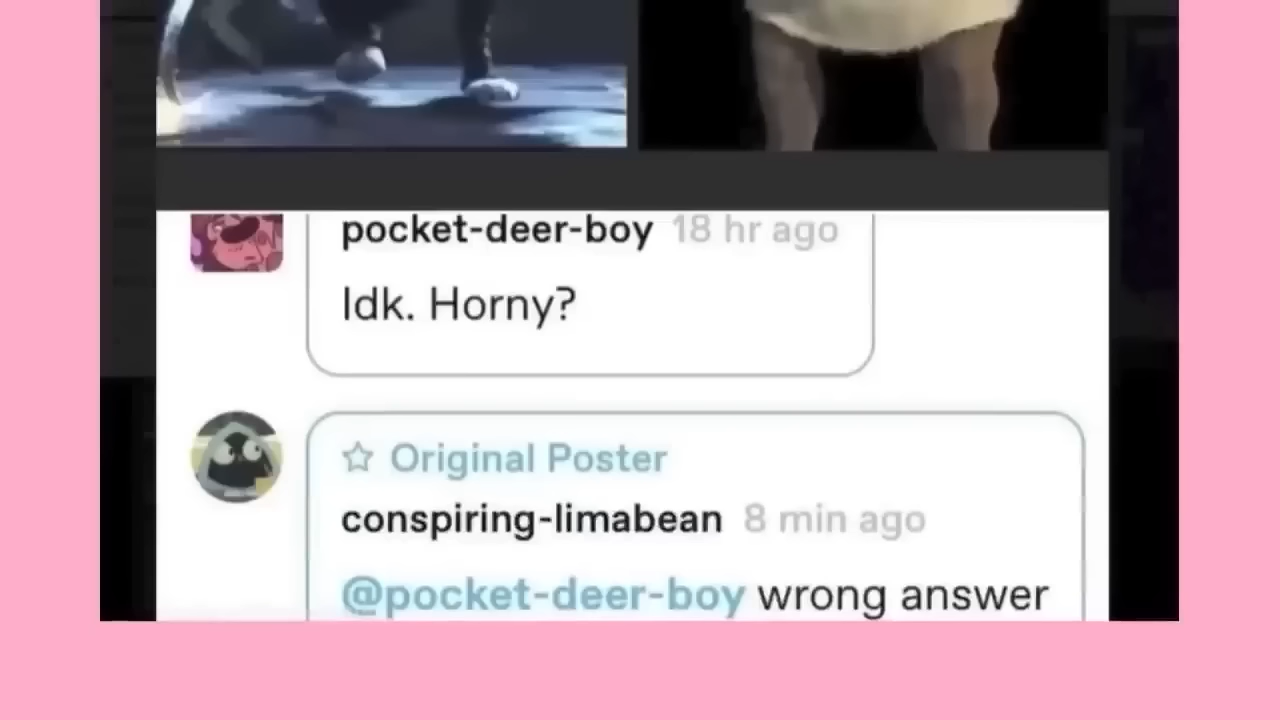 pocket-deer-boy 18 hr ago
Idk. Horny?
Original Poster
conspiring-limabean 8 min ago
@pocket-deer-boy wrong answer